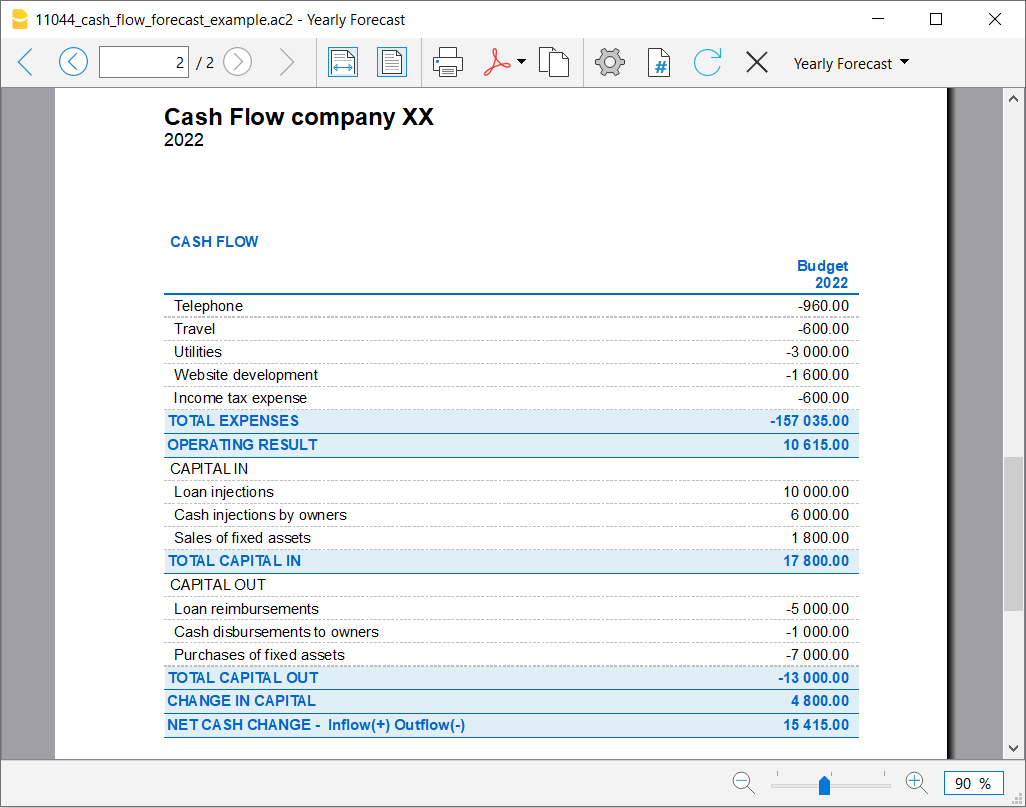 11044_cash_flow_forecast_example.ac2 - Yearly Forecast
2 / 2 # Yearly Forecast
Cash Flow company XX
2022
CASH FLOW
Budget
2022
Telephone -960.00
Travel -600.00
Utilities -3 000.00
Website development -1 600.00
Income tax expense -600.00
TOTAL EXPENSES -157 035.00
OPERATING RESULT 10 615.00
CAPITAL IN
Loan injections 10 000.00
Cash injections by owners 6 000.00
Sales of fixed assets 1 800.00
TOTAL CAPITAL IN 17 800.00
CAPITAL OUT
Loan reimbursements -5 000.00
Cash disbursements to owners -1 000.00
Purchases of fixed assets -7 000.00
TOTAL CAPITAL OUT -13 000.00
CHANGE IN CAPITAL 4 800.00
NET CASH CHANGE - Inflow(+) Outflow(-) 15 415.00
90 %